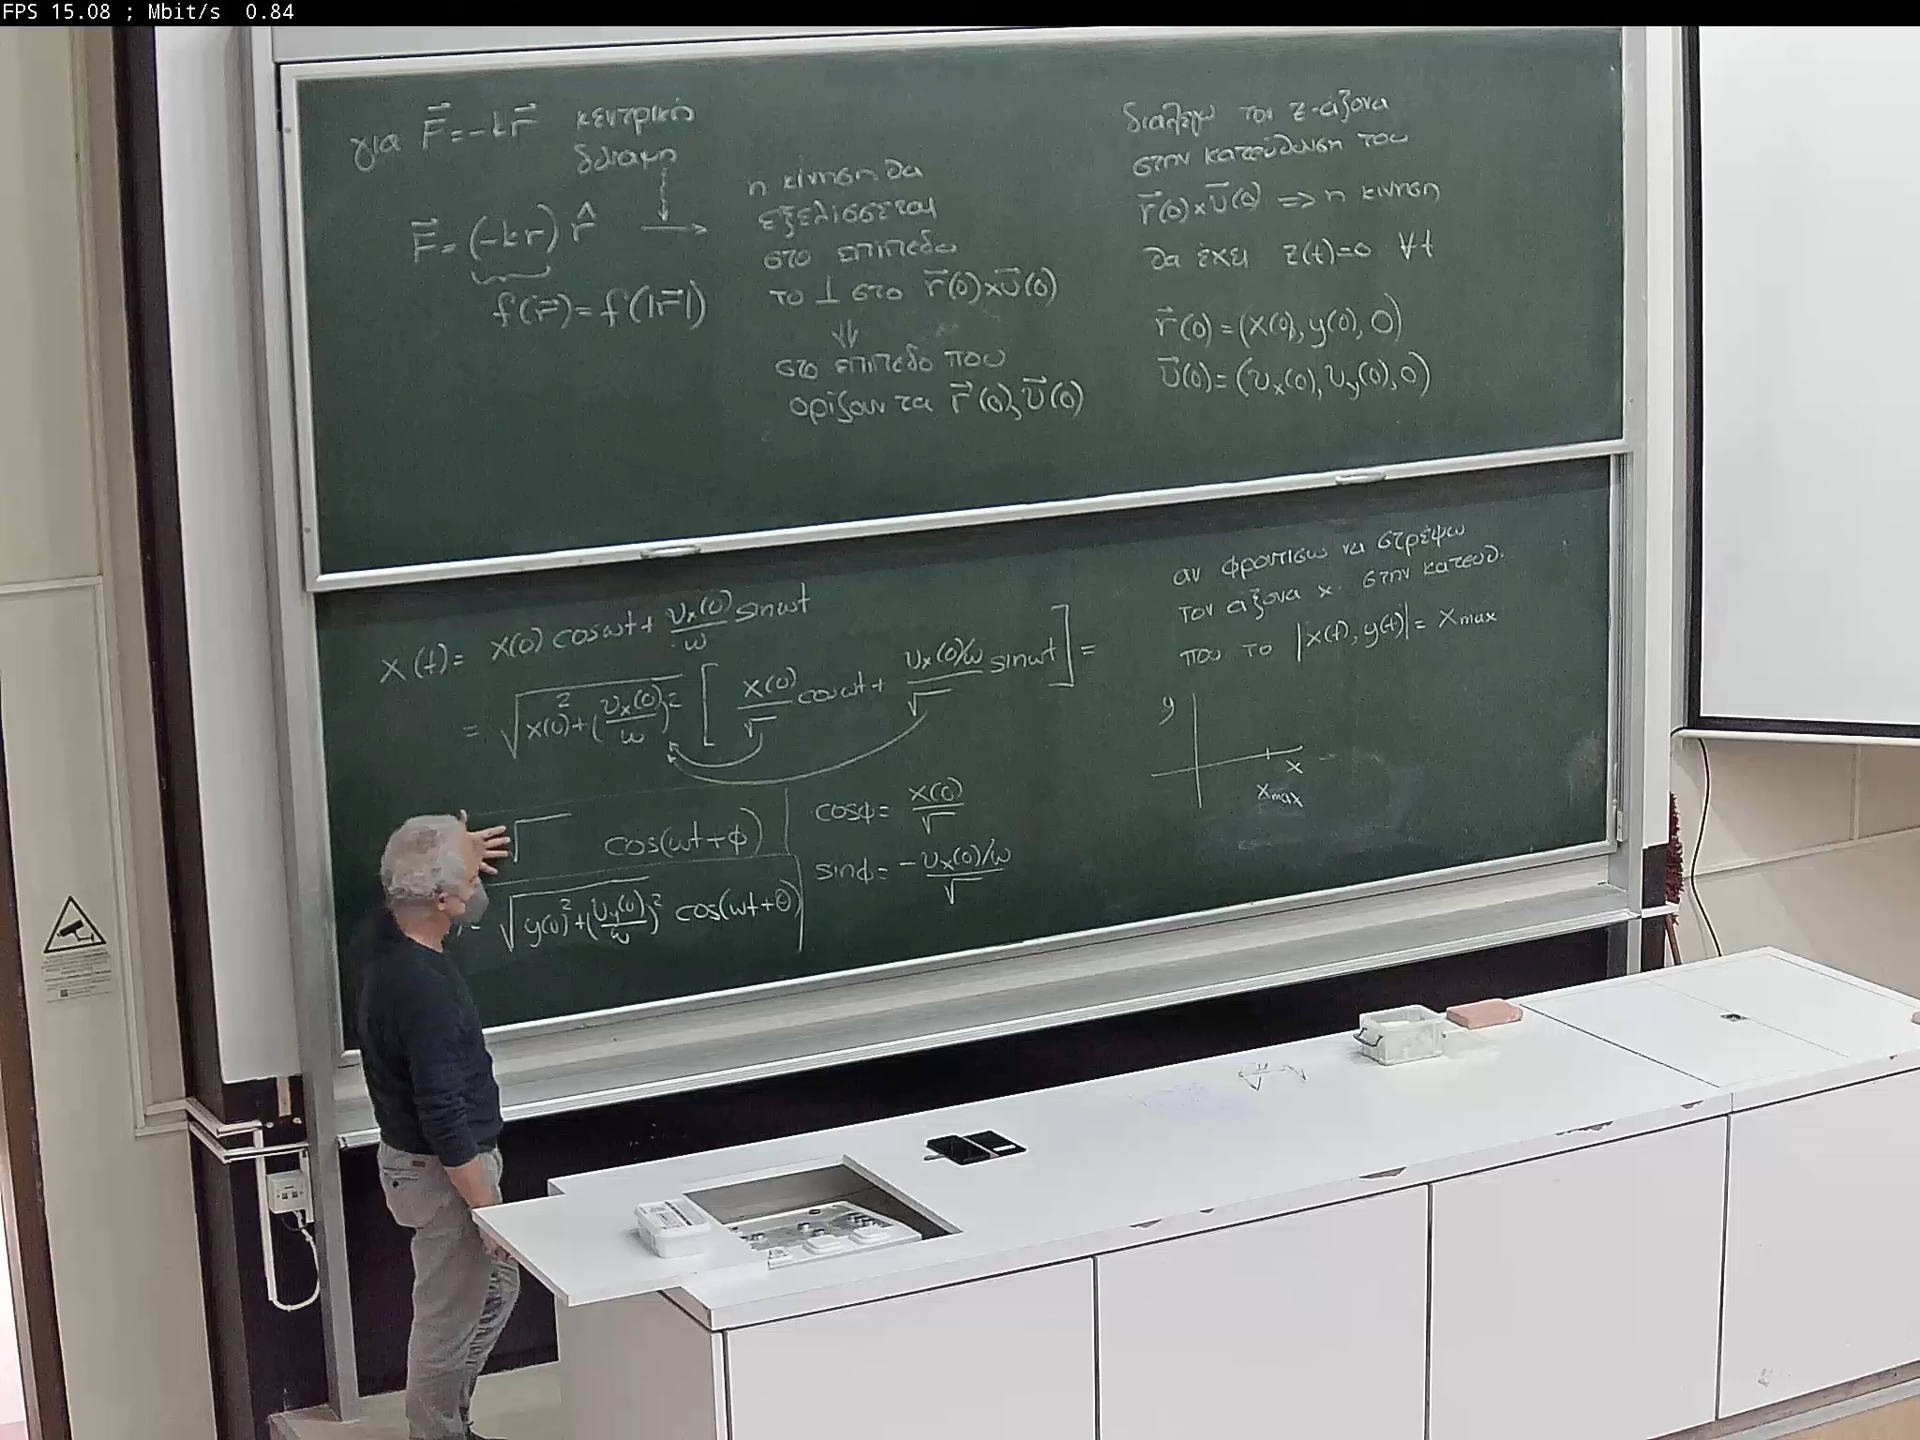 FPS 15.08 ; Mbit/s 0.84
για F⃗=-kr⃗ κεντρική
δύναμη
F⃗=(-kr) r̂ →
f(r⃗)=f(|r⃗|)
η κίνηση θα
εξελίσσεται
στο επίπεδο
το ⊥ στο r⃗(0)×υ⃗(0)
⇓
στο επίπεδο που
ορίζουν τα r⃗(0),υ⃗(0)
διαλέγω τον z-άξονα
στην κατεύθυνση του
r⃗(0)×υ⃗(0) => η κίνηση
θα έχει z(t)=0 ∀t
r⃗(0)=(x(0),y(0),0)
υ⃗(0)=(υx(0),υy(0),0)
x(t)= x(0) cosωt+ υx(0)/ω sinωt
= √(x(0)²+(υx(0)/ω)²) [ x(0)/√ cosωt+ υx(0)/ω/√ sinωt ] =
√ cos(ωt+φ)
= √(y(0)²+(υy(0)/ω)²) cos(ωt+Θ)
cosφ= x(0)/√
sinφ= -υx(0)/ω/√
αν φροντίσω να στρέψω
τον άξονα x στην κατευθ.
που το |x(t),y(t)|= xmax
y
x
xmax